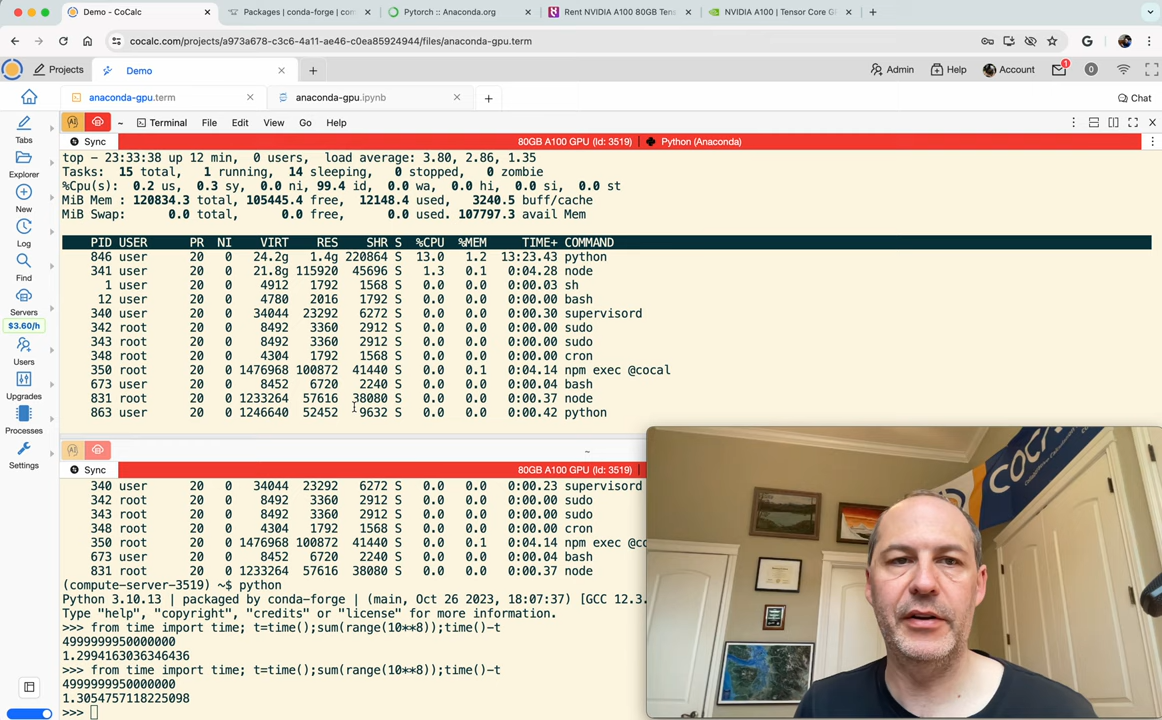 Demo - CoCalc
Packages | conda-forge | com
Pytorch :: Anaconda.org
Rent NVIDIA A100 80GB Tens
NVIDIA A100 | Tensor Core G
cocalc.com/projects/a973a678-c3c6-4a11-ae46-c0ea85924944/files/anaconda-gpu.term
Projects
Demo
Admin
Help
Account
1
0
anaconda-gpu.term
anaconda-gpu.ipynb
Chat
Tabs
Explorer
New
Log
Find
Servers
$3.60/h
Users
Upgrades
Processes
Settings
AI
~
Terminal
File
Edit
View
Go
Help
Sync
80GB A100 GPU (Id: 3519)
Python (Anaconda)
top - 23:33:38 up 12 min, 0 users, load average: 3.80, 2.86, 1.35
Tasks: 15 total, 1 running, 14 sleeping, 0 stopped, 0 zombie
%Cpu(s): 0.2 us, 0.3 sy, 0.0 ni, 99.4 id, 0.0 wa, 0.0 hi, 0.0 si, 0.0 st
MiB Mem : 120834.3 total, 105445.4 free, 12148.4 used, 3240.5 buff/cache
MiB Swap: 0.0 total, 0.0 free, 0.0 used. 107797.3 avail Mem
PID USER PR NI VIRT RES SHR S %CPU %MEM TIME+ COMMAND
846 user 20 0 24.2g 1.4g 220864 S 13.0 1.2 13:23.43 python
341 user 20 0 21.8g 115920 45696 S 1.3 0.1 0:04.28 node
1 user 20 0 4912 1792 1568 S 0.0 0.0 0:00.03 sh
12 user 20 0 4780 2016 1792 S 0.0 0.0 0:00.00 bash
340 user 20 0 34044 23292 6272 S 0.0 0.0 0:00.30 supervisord
342 root 20 0 8492 3360 2912 S 0.0 0.0 0:00.00 sudo
343 root 20 0 8492 3360 2912 S 0.0 0.0 0:00.00 sudo
348 root 20 0 4304 1792 1568 S 0.0 0.0 0:00.00 cron
350 root 20 0 1476968 100872 41440 S 0.0 0.1 0:04.14 npm exec @cocal
673 user 20 0 8452 6720 2240 S 0.0 0.0 0:00.04 bash
831 root 20 0 1233264 57616 38080 S 0.0 0.0 0:00.37 node
863 user 20 0 1246640 52452 9632 S 0.0 0.0 0:00.42 python
AI
~
Sync
80GB A100 GPU (Id: 3519)
340 user 20 0 34044 23292 6272 S 0.0 0.0 0:00.23 supervisord
342 root 20 0 8492 3360 2912 S 0.0 0.0 0:00.00 sudo
343 root 20 0 8492 3360 2912 S 0.0 0.0 0:00.00 sudo
348 root 20 0 4304 1792 1568 S 0.0 0.0 0:00.00 cron
350 root 20 0 1476968 100872 41440 S 0.0 0.1 0:04.14 npm exec @co
673 user 20 0 8452 6720 2240 S 0.0 0.0 0:00.04 bash
831 root 20 0 1233264 57616 38080 S 0.0 0.0 0:00.37 node
(compute-server-3519) ~$ python
Python 3.10.13 | packaged by conda-forge | (main, Oct 26 2023, 18:07:37) [GCC 12.3.
Type "help", "copyright", "credits" or "license" for more information.
>>> from time import time; t=time();sum(range(10**8));time()-t
4999999950000000
1.2994163036346436
>>> from time import time; t=time();sum(range(10**8));time()-t
4999999950000000
1.3054757118225098
>>>
COCA